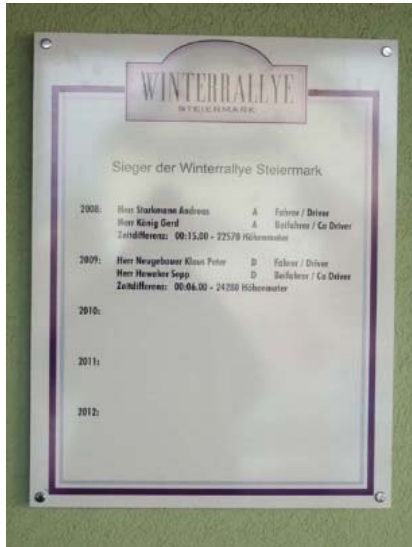 WINTERRALLYE
STEIERMARK
Sieger der Winterrallye Steiermark
2008: Herr Starkmann Andreas A Fahrer / Driver
Herr König Gerd A Beifahrer / Co Driver
Zeitdifferenz: 00:15.00 - 22570 Höhenmeter
2009: Herr Neugebauer Klaus Peter D Fahrer / Driver
Herr Hawaker Sepp D Beifahrer / Co Driver
Zeitdifferenz: 00:06.00 - 24280 Höhenmeter
2010:
2011:
2012: